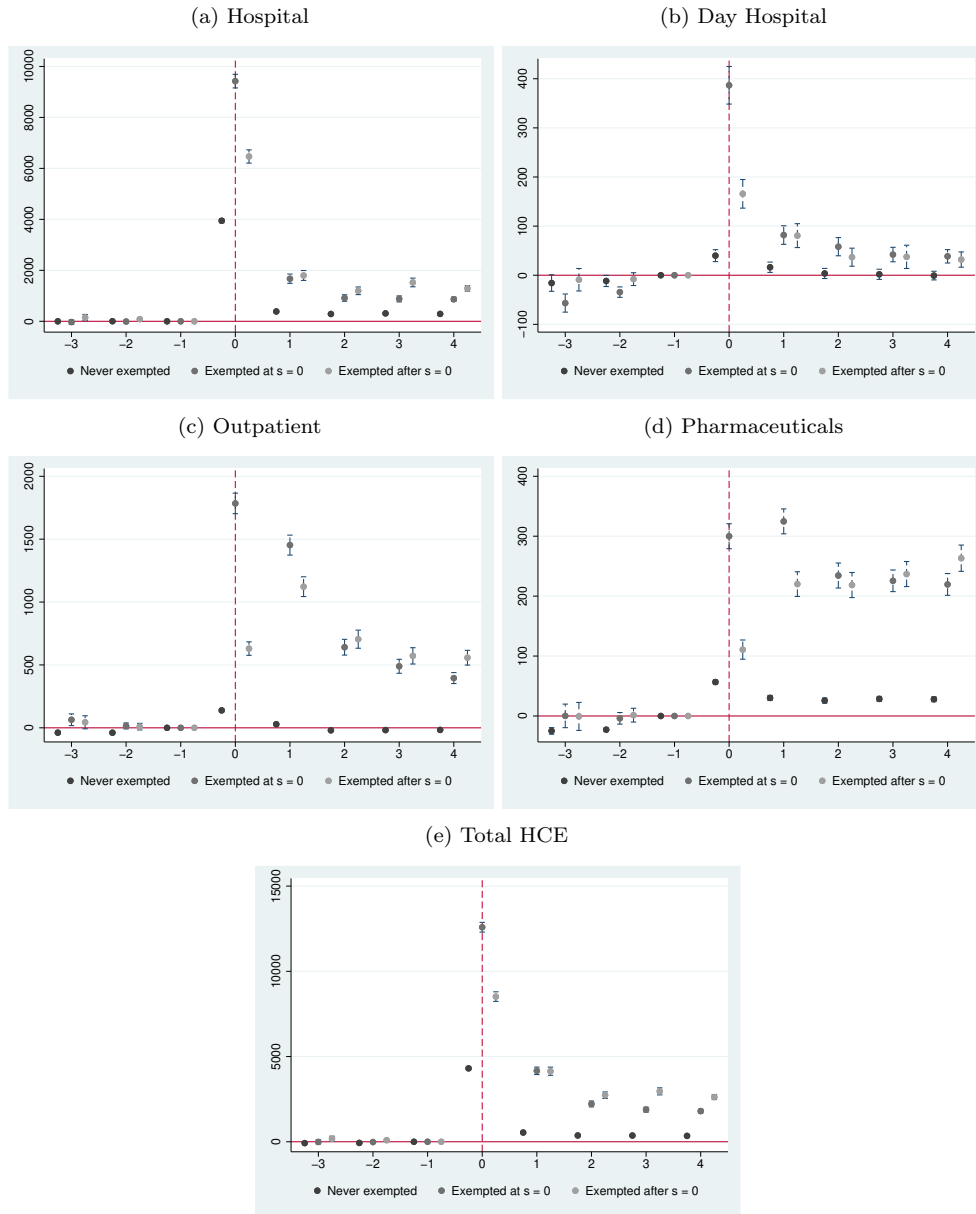 (a) Hospital
10000
8000
6000
4000
2000
0
−3 −2 −1 0 1 2 3 4
Never exempted Exempted at s = 0 Exempted after s = 0
(b) Day Hospital
400
300
200
100
0
−100
−3 −2 −1 0 1 2 3 4
Never exempted Exempted at s = 0 Exempted after s = 0
(c) Outpatient
2000
1500
1000
500
0
−3 −2 −1 0 1 2 3 4
Never exempted Exempted at s = 0 Exempted after s = 0
(d) Pharmaceuticals
400
300
200
100
0
−3 −2 −1 0 1 2 3 4
Never exempted Exempted at s = 0 Exempted after s = 0
(e) Total HCE
15000
10000
5000
0
−3 −2 −1 0 1 2 3 4
Never exempted Exempted at s = 0 Exempted after s = 0